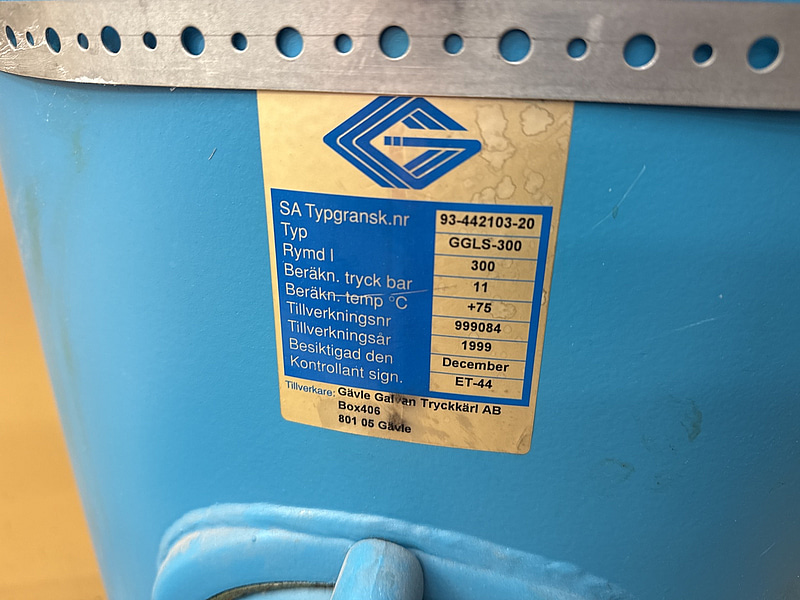 SA Typgransk.nr 93-442103-20
Typ GGLS-300
Rymd l 300
Beräkn. tryck bar 11
Beräkn. temp °C +75
Tillverkningsnr 999084
Tillverkningsår 1999
Besiktigad den December
Kontrollant sign. ET-44
Tillverkare: Gävle Galvan Tryckkärl AB
Box406
801 05 Gävle